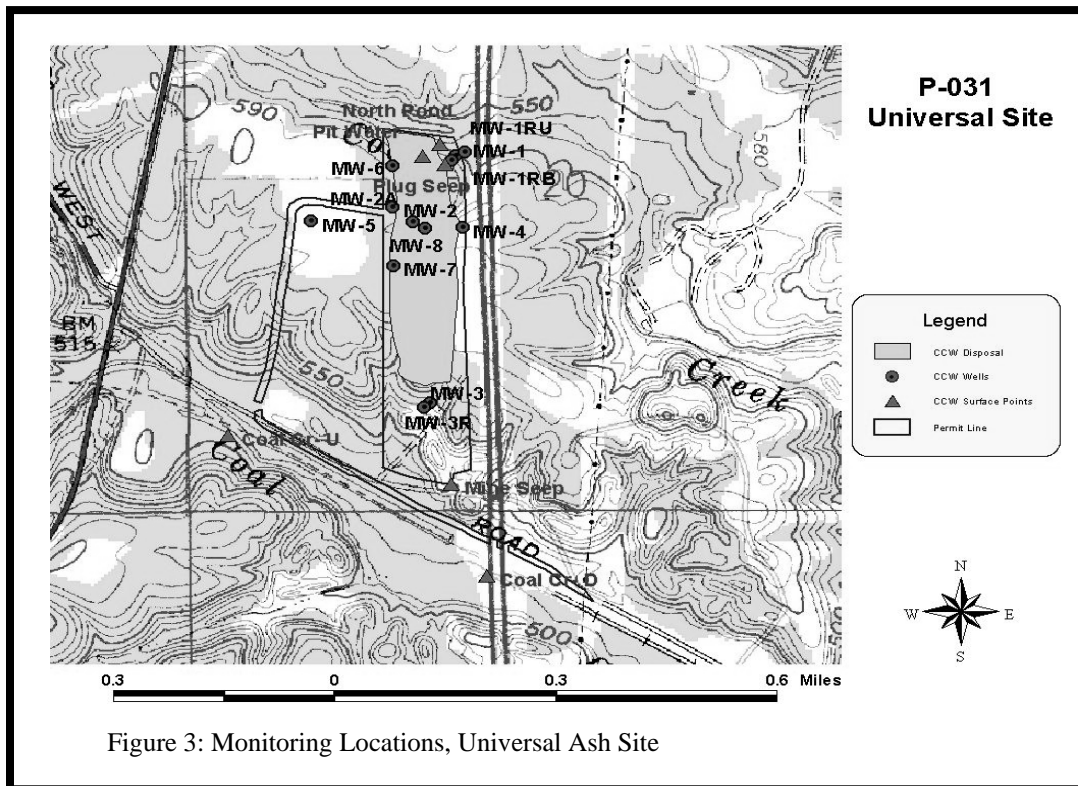 P-031
Universal Site
590
North Pond
550
MW-1RU
Pit Water
Co
MW-1
580
MW-6
MW-1RB
Plug Seep
26
WEST
MW-2A
MW-2
MW-5
MW-4
MW-8
MW-7
BM
515
Legend
CCW Disposal
CCW Wells
CCW Surface Points
Permit Line
550
Creek
MW-3
MW-3R
Coal Cr-U
Coal
Mine Seep
ROAD
Coal Cr-D
500
N
W
E
S
0.3
0
0.3
0.6 Miles
Figure 3: Monitoring Locations, Universal Ash Site